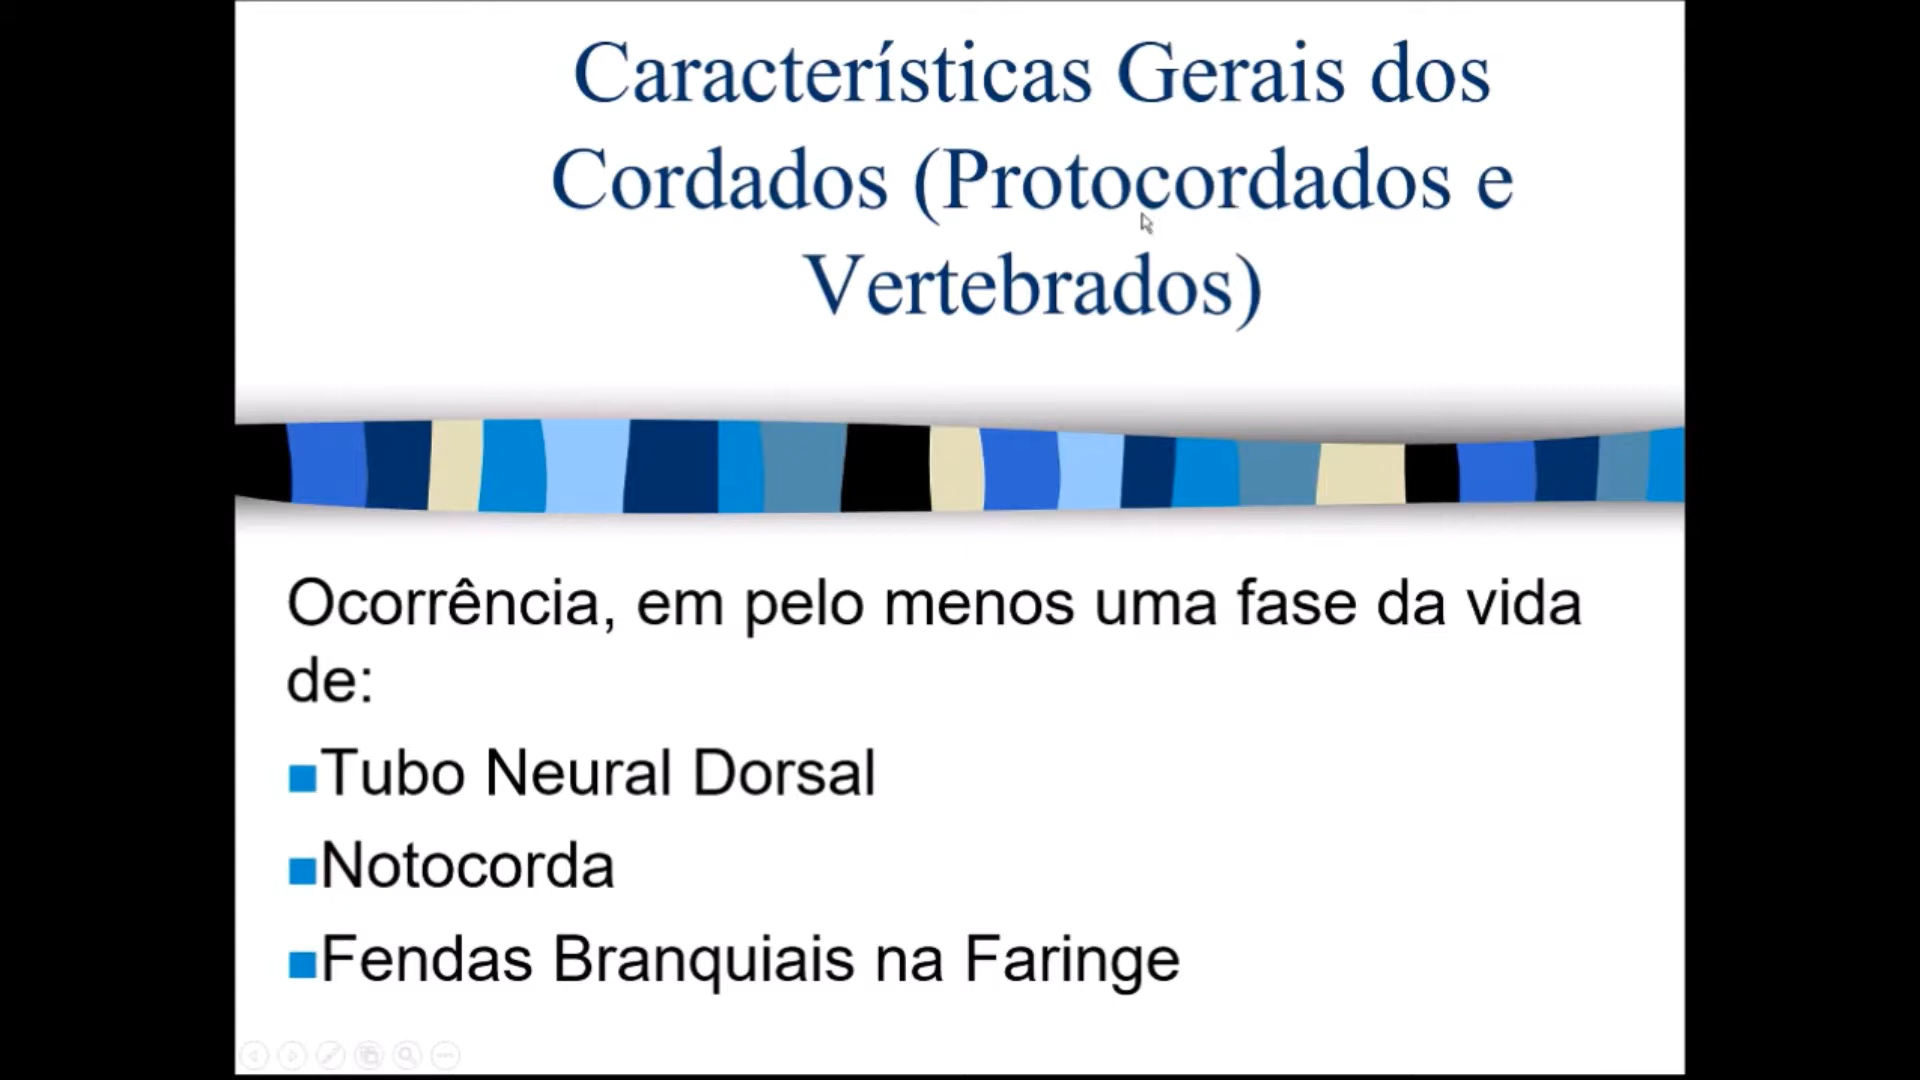 Características Gerais dos
Cordados (Protocordados e
Vertebrados)
Ocorrência, em pelo menos uma fase da vida
de:
Tubo Neural Dorsal
Notocorda
Fendas Branquiais na Faringe